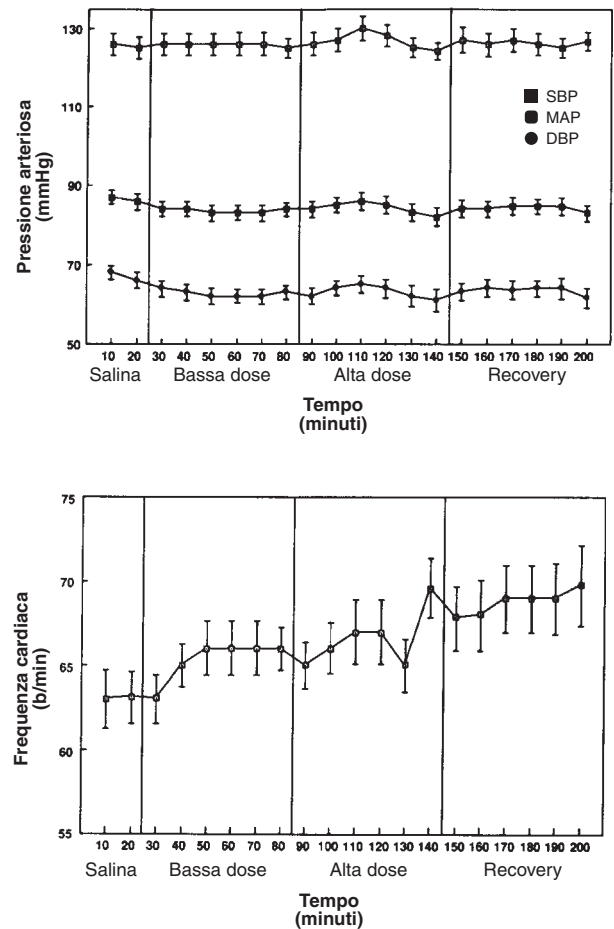 130
110
90
70
50
Pressione arteriosa
(mmHg)
SBP
MAP
DBP
10 20 30 40 50 60 70 80 90 100 110 120 130 140 150 160 170 180 190 200
Salina Bassa dose Alta dose Recovery
Tempo
(minuti)
75
70
65
60
55
Frequenza cardiaca
(b/min)
10 20 30 40 50 60 70 80 90 100 110 120 130 140 150 160 170 180 190 200
Salina Bassa dose Alta dose Recovery
Tempo
(minuti)